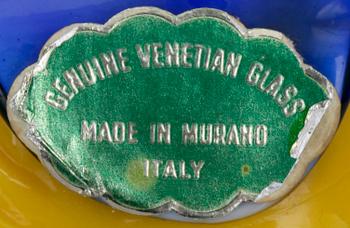 GENUINE VENETIAN GLASS
MADE IN MURANO
ITALY